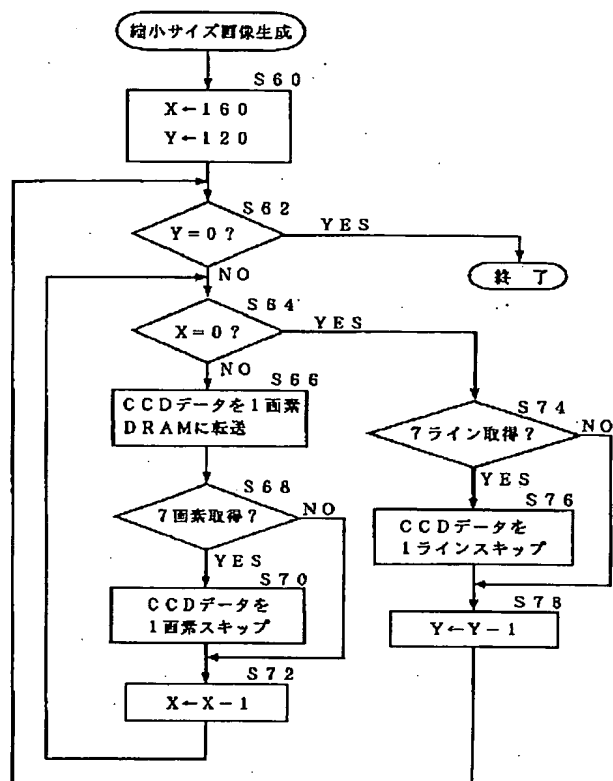 縮小サイズ画像生成
S60
X←160
Y←120
S62
Y=0?
YES
NO
終了
S64
X=0?
YES
NO
S66
CCDデータを1画素
DRAMに転送
S74
7ライン取得?
NO
YES
S68
7画素取得?
NO
YES
S76
CCDデータを
1ラインスキップ
S70
CCDデータを
1画素スキップ
S78
Y←Y-1
S72
X←X-1